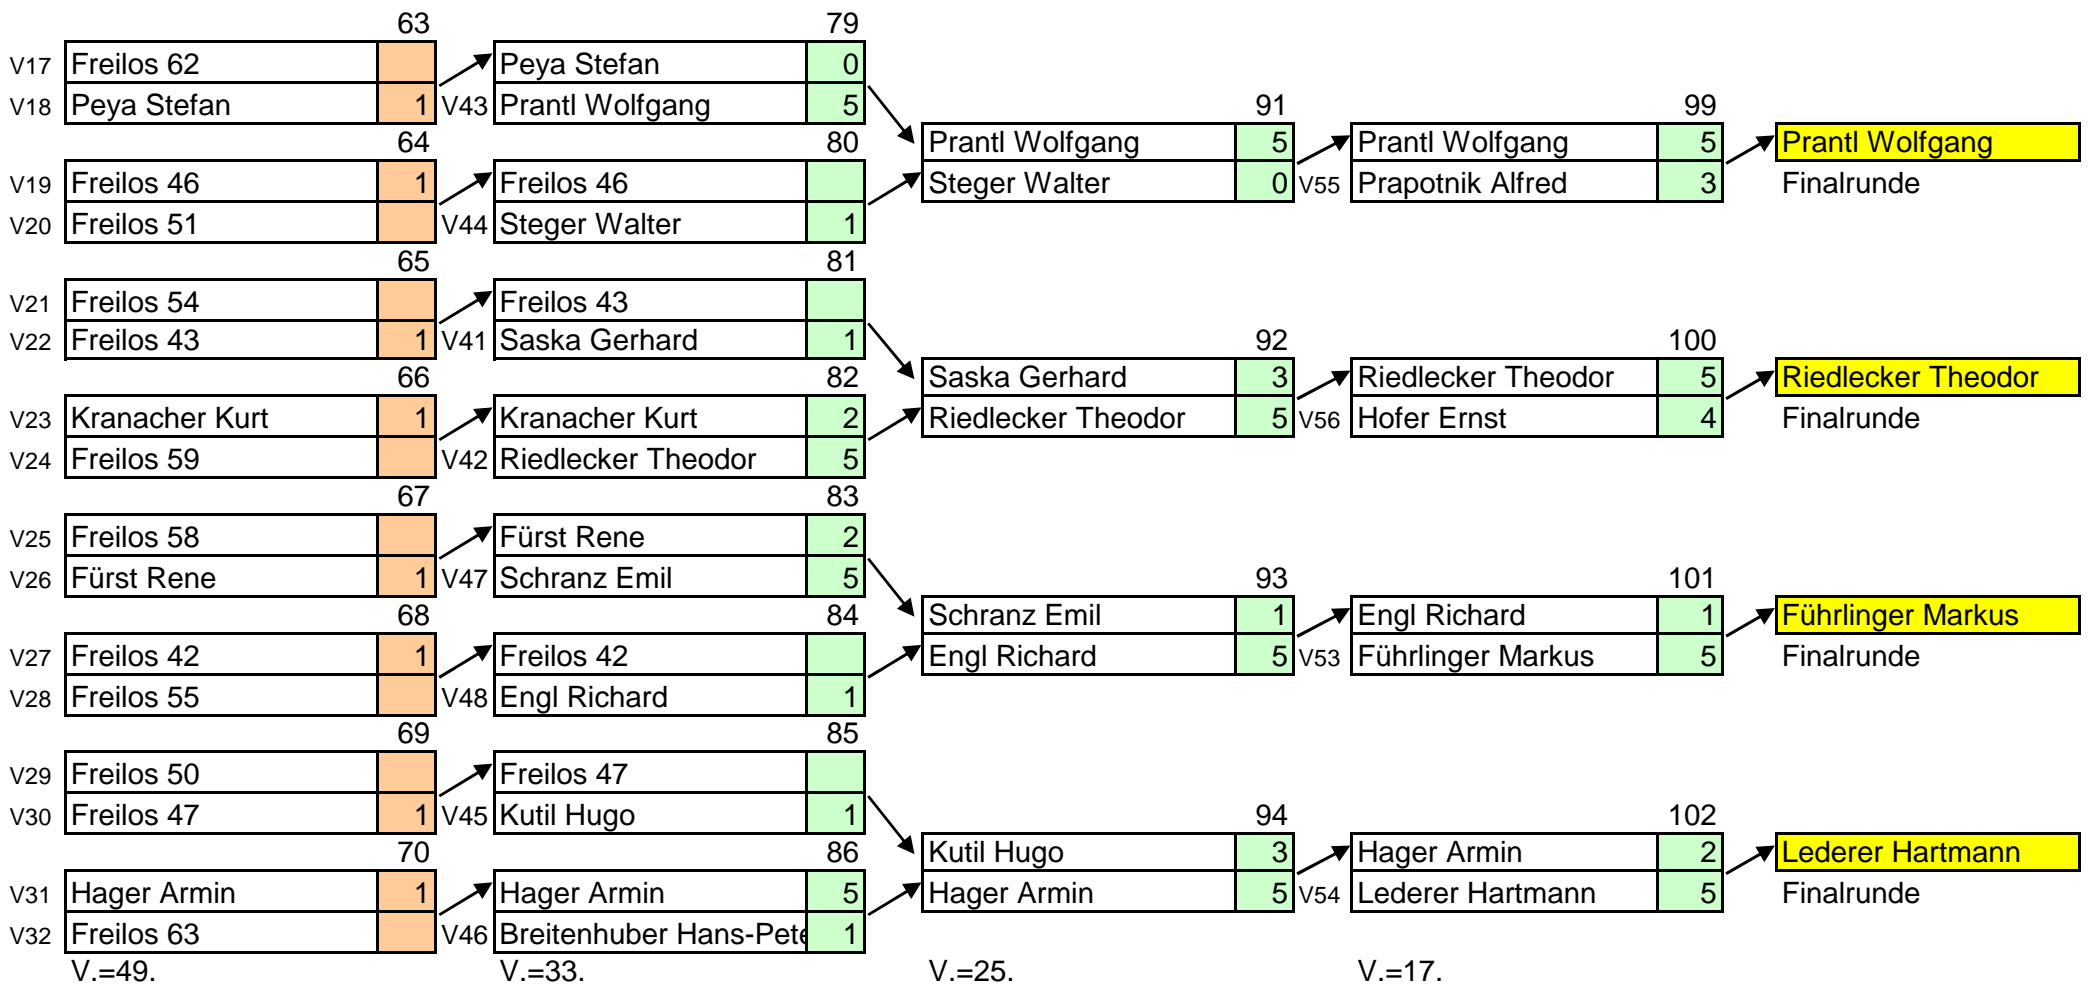 63 79
V17 Freilos 62 Peya Stefan 0
V18 Peya Stefan 1 V43 Prantl Wolfgang 5 91 99
64 80 Prantl Wolfgang 5 Prantl Wolfgang 5 Prantl Wolfgang
V19 Freilos 46 1 Freilos 46 Steger Walter 0 V55 Prapotnik Alfred 3 Finalrunde
V20 Freilos 51 V44 Steger Walter 1
65 81
V21 Freilos 54 Freilos 43
V22 Freilos 43 1 V41 Saska Gerhard 1 92 100
66 82 Saska Gerhard 3 Riedlecker Theodor 5 Riedlecker Theodor
V23 Kranacher Kurt 1 Kranacher Kurt 2 Riedlecker Theodor 5 V56 Hofer Ernst 4 Finalrunde
V24 Freilos 59 V42 Riedlecker Theodor 5
67 83
V25 Freilos 58 Fürst Rene 2
V26 Fürst Rene 1 V47 Schranz Emil 5 93 101
68 84 Schranz Emil 1 Engl Richard 1 Führlinger Markus
V27 Freilos 42 1 Freilos 42 Engl Richard 5 V53 Führlinger Markus 5 Finalrunde
V28 Freilos 55 V48 Engl Richard 1
69 85
V29 Freilos 50 Freilos 47
V30 Freilos 47 1 V45 Kutil Hugo 1 94 102
70 86 Kutil Hugo 3 Hager Armin 2 Lederer Hartmann
V31 Hager Armin 1 Hager Armin 5 Hager Armin 5 V54 Lederer Hartmann 5 Finalrunde
V32 Freilos 63 V46 Breitenhuber Hans-Pete 1
V.=49. V.=33. V.=25. V.=17.